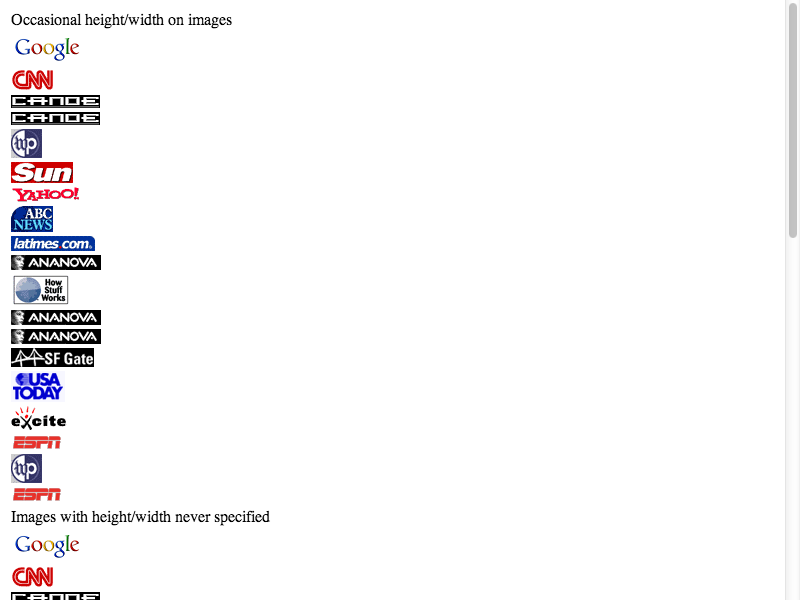 Occasional height/width on images
Google
CNN
CANOE
CANOE
wp
Sun
YAHOO!
ABC
NEWS
latimes.com
ANANOVA
How
Stuff
Works
ANANOVA
ANANOVA
SF Gate
USA
TODAY
excite
ESPN
wp
ESPN
Images with height/width never specified
Google
CNN
CANOE